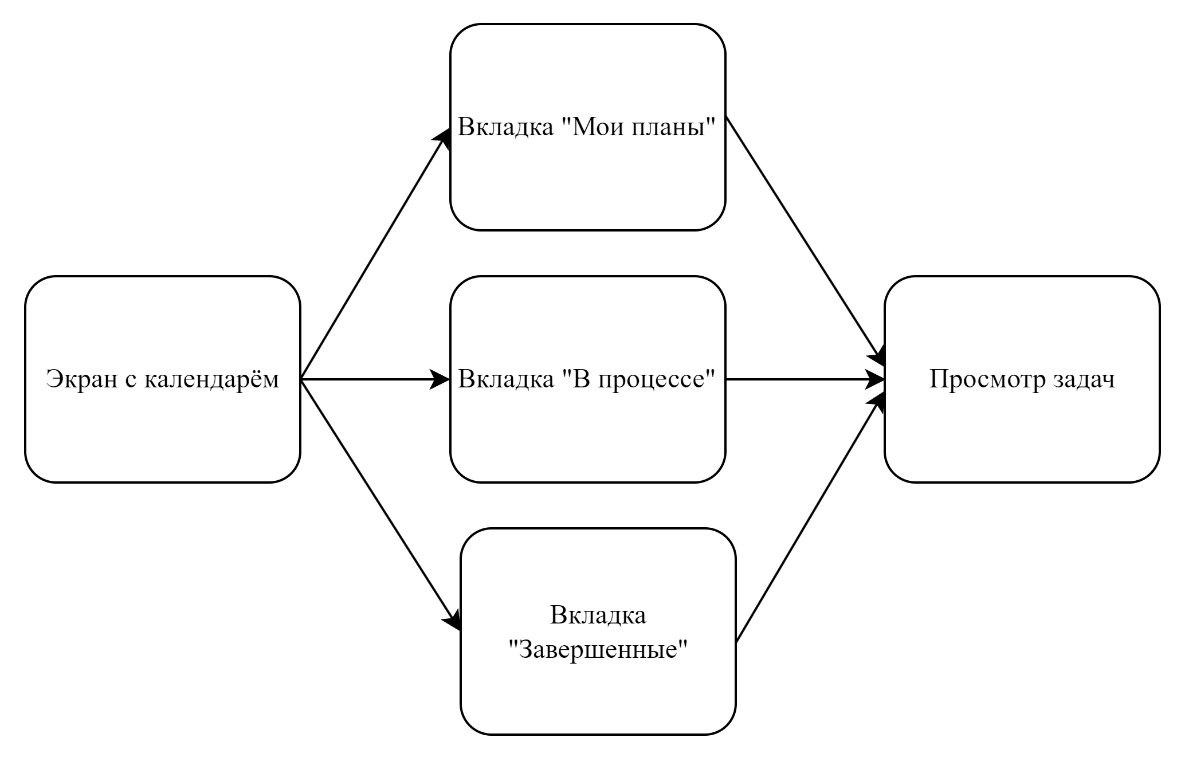 Вкладка "Мои планы"
Экран с календарём
Вкладка "В процессе"
Просмотр задач
Вкладка
"Завершенные"